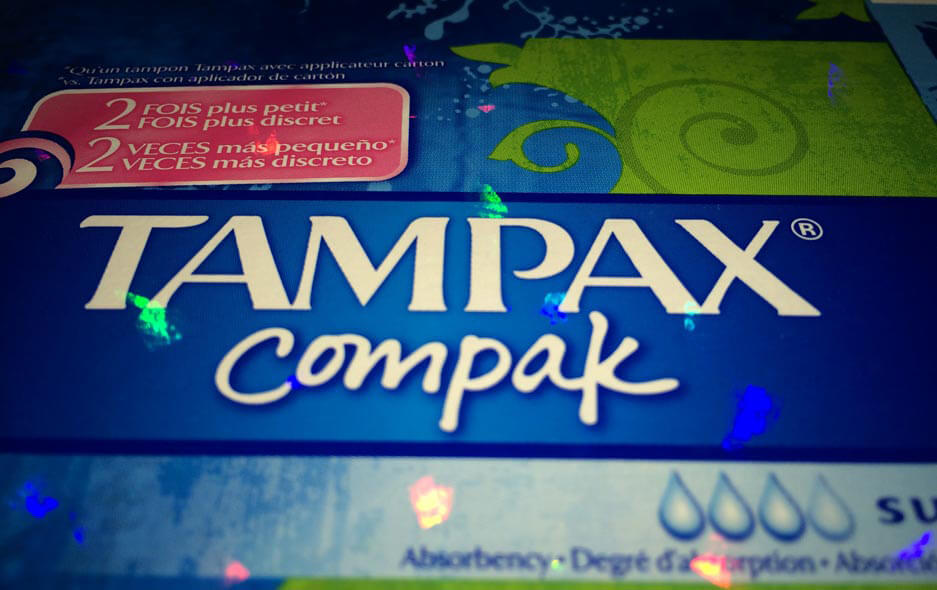 *Qu'un tampon Tampax avec applicateur carton
*vs. Tampax con aplicador de cartón
2 FOIS plus petit*
FOIS plus discret
2 VECES más pequeño*
VECES más discreto
TAMPAX®
compak
su
Absorbency • Degré d'absorption •